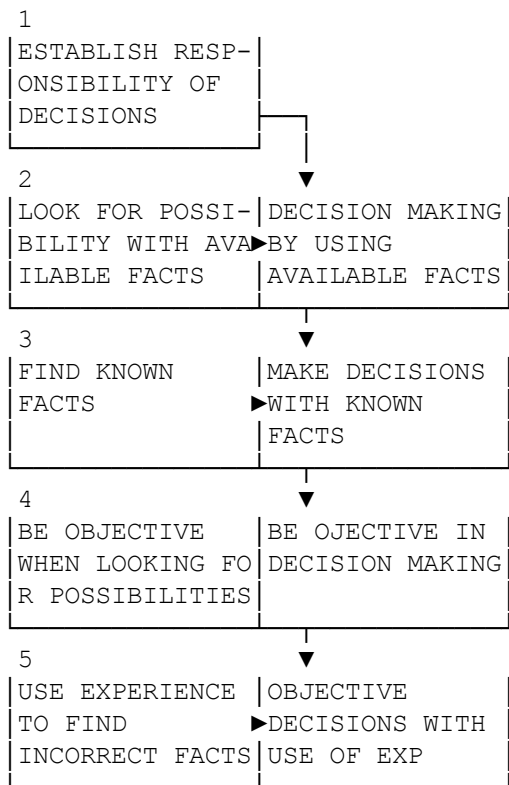 1
ESTABLISH RESP-
ONSIBILITY OF
DECISIONS
2
LOOK FOR POSSI-
BILITY WITH AVA
ILABLE FACTS
DECISION MAKING
BY USING
AVAILABLE FACTS
3
FIND KNOWN
FACTS
MAKE DECISIONS
WITH KNOWN
FACTS
4
BE OBJECTIVE
WHEN LOOKING FO
R POSSIBILITIES
BE OJECTIVE IN
DECISION MAKING
5
USE EXPERIENCE
TO FIND
INCORRECT FACTS
OBJECTIVE
DECISIONS WITH
USE OF EXP